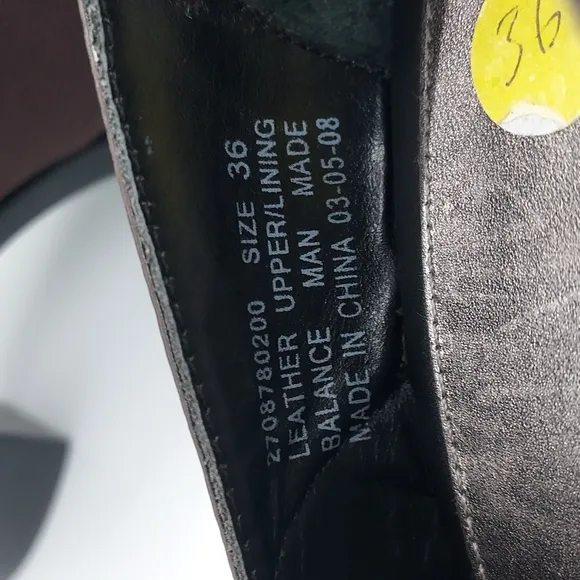 2708780200 SIZE 36
LEATHER UPPER/LINING
BALANCE MAN MADE
MADE IN CHINA 03-05-08
36